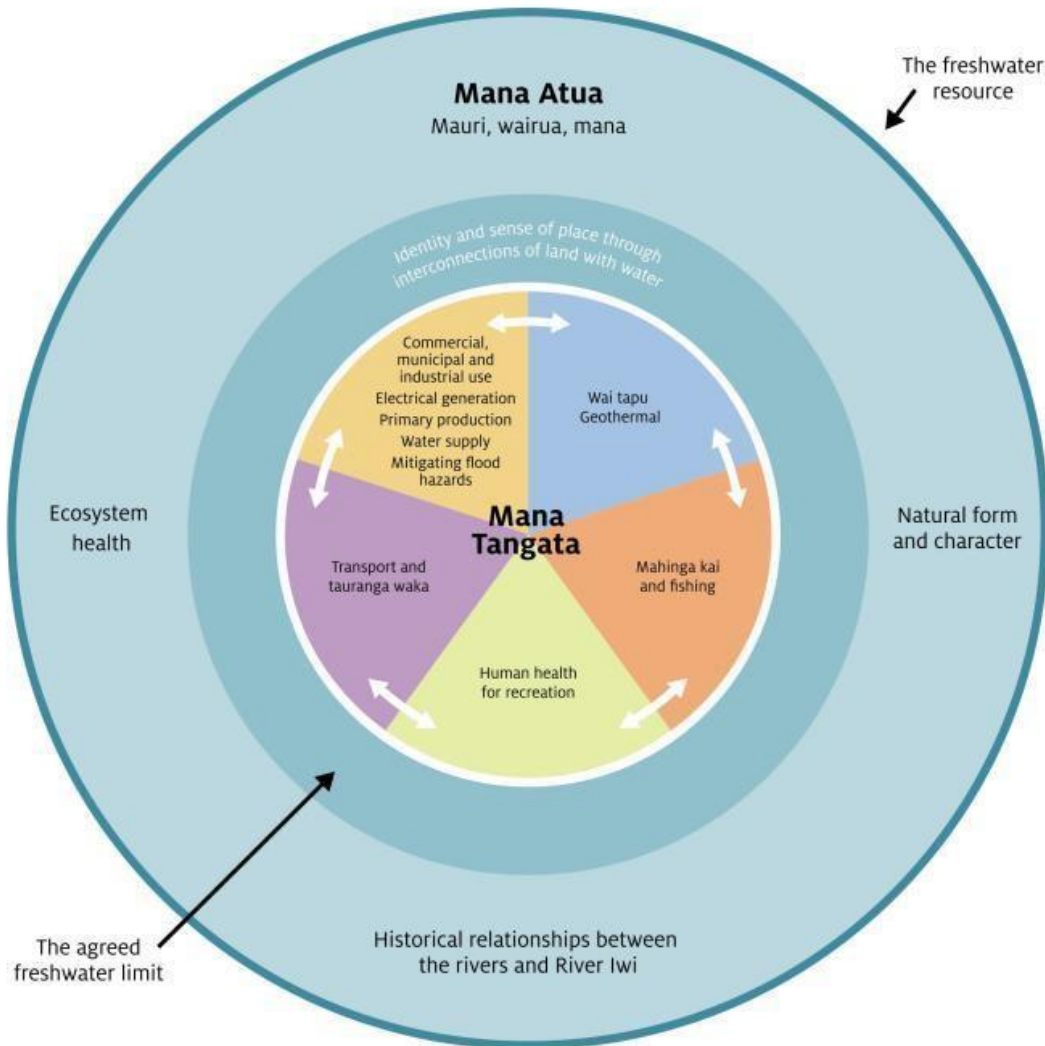 The freshwater
resource
Mana Atua
Mauri, wairua, mana
Identity and sense of place through
interconnections of land with water
Commercial,
municipal and
industrial use
Electrical generation
Primary production
Water supply
Mitigating flood
hazards
Wai tapu
Geothermal
Ecosystem
health
Mana
Tangata
Natural form
and character
Transport and
tauranga waka
Mahinga kai
and fishing
Human health
for recreation
The agreed
freshwater limit
Historical relationships between
the rivers and River Iwi